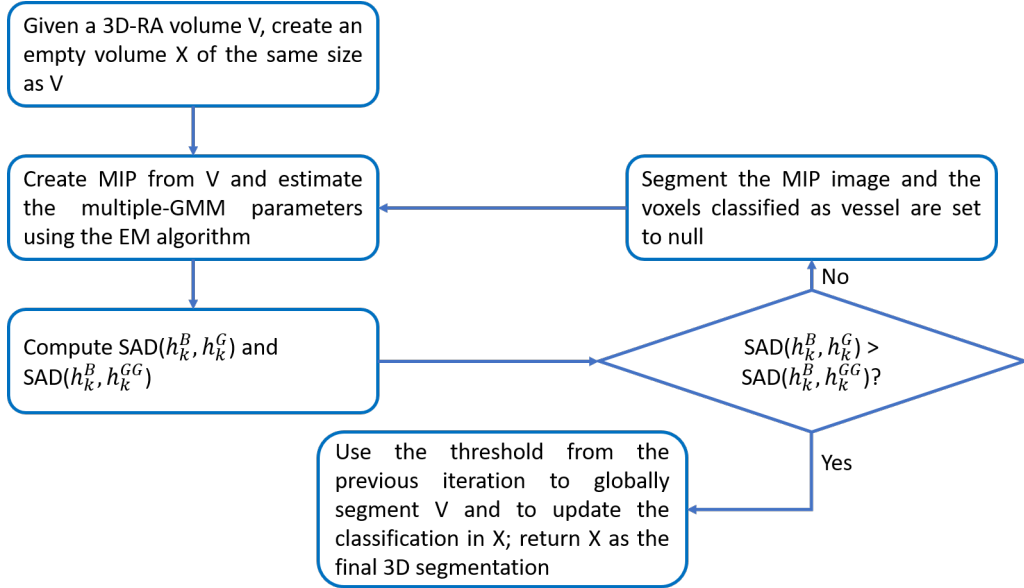 Given a 3D-RA volume V, create an
empty volume X of the same size
as V
Create MIP from V and estimate
the multiple-GMM parameters
using the EM algorithm
Segment the MIP image and the
voxels classified as vessel are set
to null
No
Compute SAD(h_k^B, h_k^G) and
SAD(h_k^B, h_k^{GG})
SAD(h_k^B, h_k^G) >
SAD(h_k^B, h_k^{GG})?
Yes
Use the threshold from the
previous iteration to globally
segment V and to update the
classification in X; return X as the
final 3D segmentation